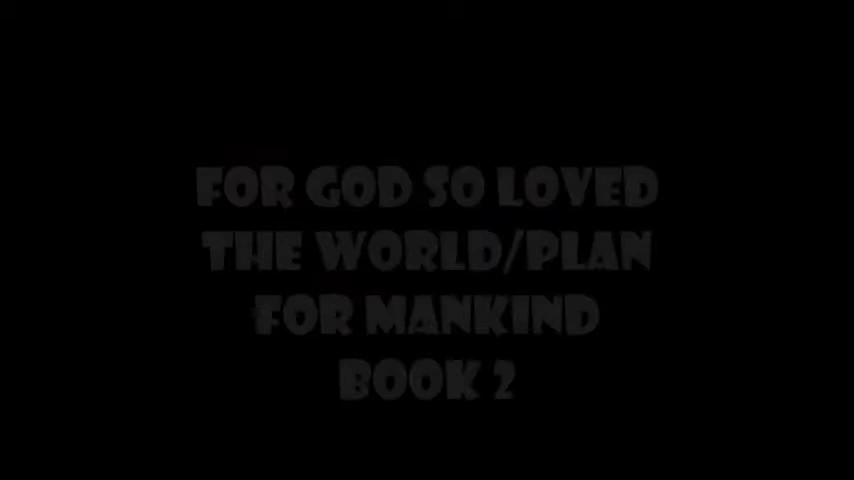 FOR GOD SO LOVED
THE WORLD/PLAN
FOR MANKIND
BOOK 2